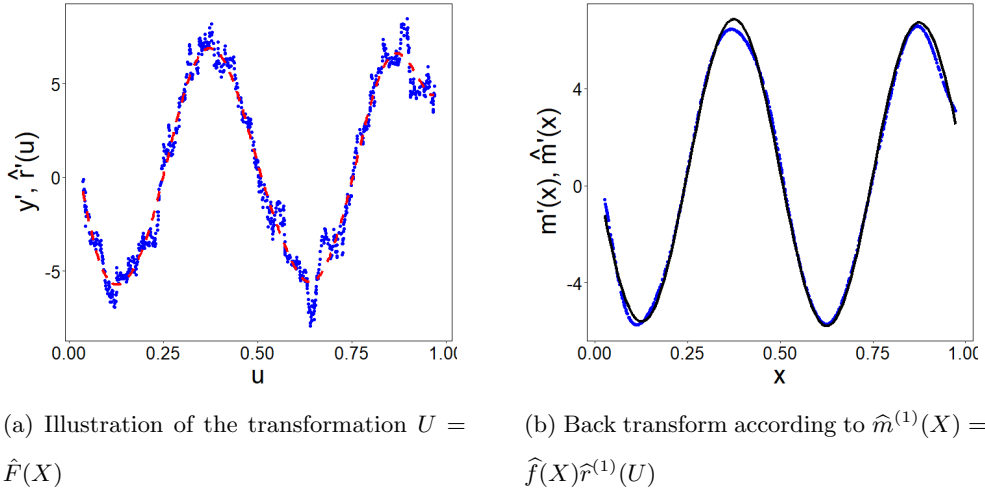 y', r̂'(u)
5
0
-5
0.00 0.25 0.50 0.75 1.00
u
m'(x), m̂'(x)
4
0
-4
0.00 0.25 0.50 0.75 1.00
x
(a) Illustration of the transformation U =
F̂(X)
(b) Back transform according to m̂⁽¹⁾(X) =
f̂(X)r̂⁽¹⁾(U)